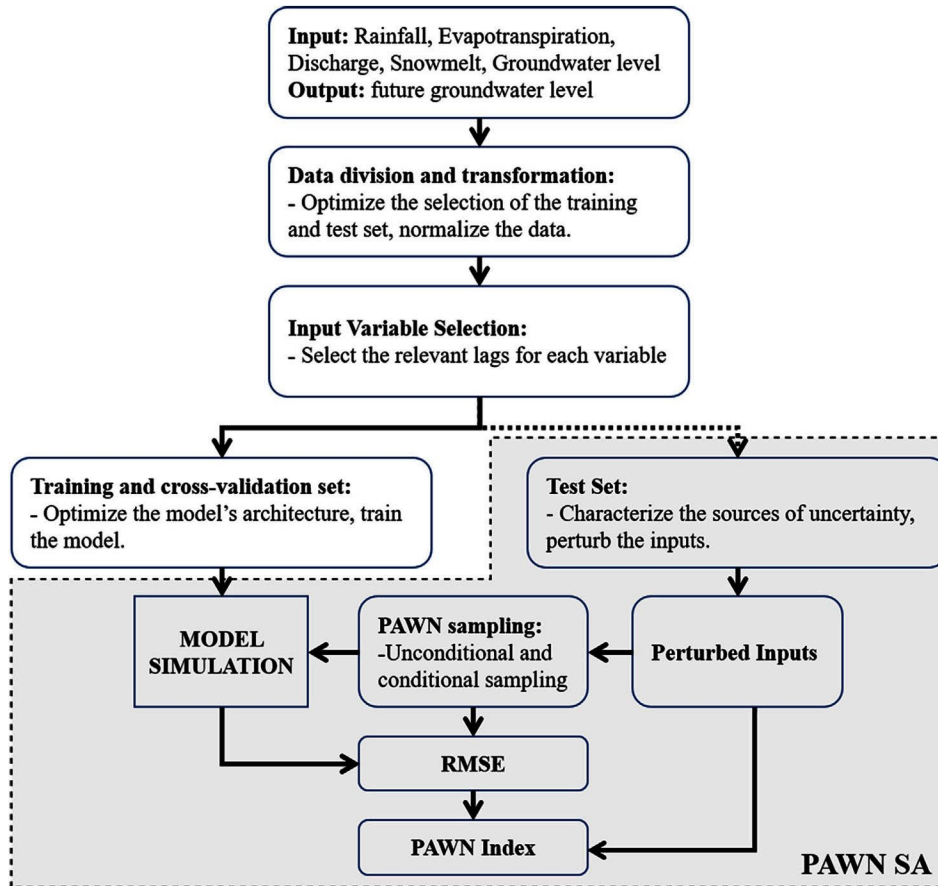 Input: Rainfall, Evapotranspiration,
Discharge, Snowmelt, Groundwater level
Output: future groundwater level
Data division and transformation:
- Optimize the selection of the training
and test set, normalize the data.
Input Variable Selection:
- Select the relevant lags for each variable
Training and cross-validation set:
- Optimize the model’s architecture, train
the model.
Test Set:
- Characterize the sources of uncertainty,
perturb the inputs.
MODEL
SIMULATION
PAWN sampling:
-Unconditional and
conditional sampling
Perturbed Inputs
RMSE
PAWN Index
PAWN SA